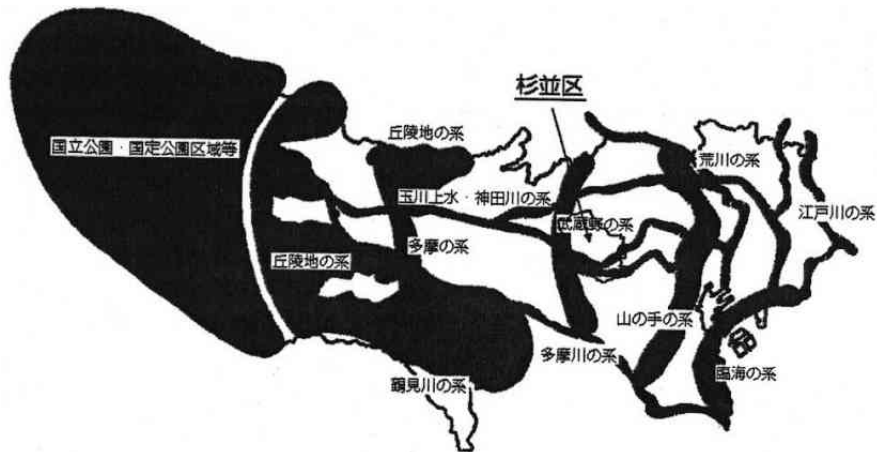 杉並区
丘陵地の系
国立公園・国定公園区域等
荒川の系
玉川上水・神田川の系
江戸川の系
武蔵野の系
多摩の系
丘陵地の系
山の手の系
多摩川の系
臨海の系
鶴見川の系